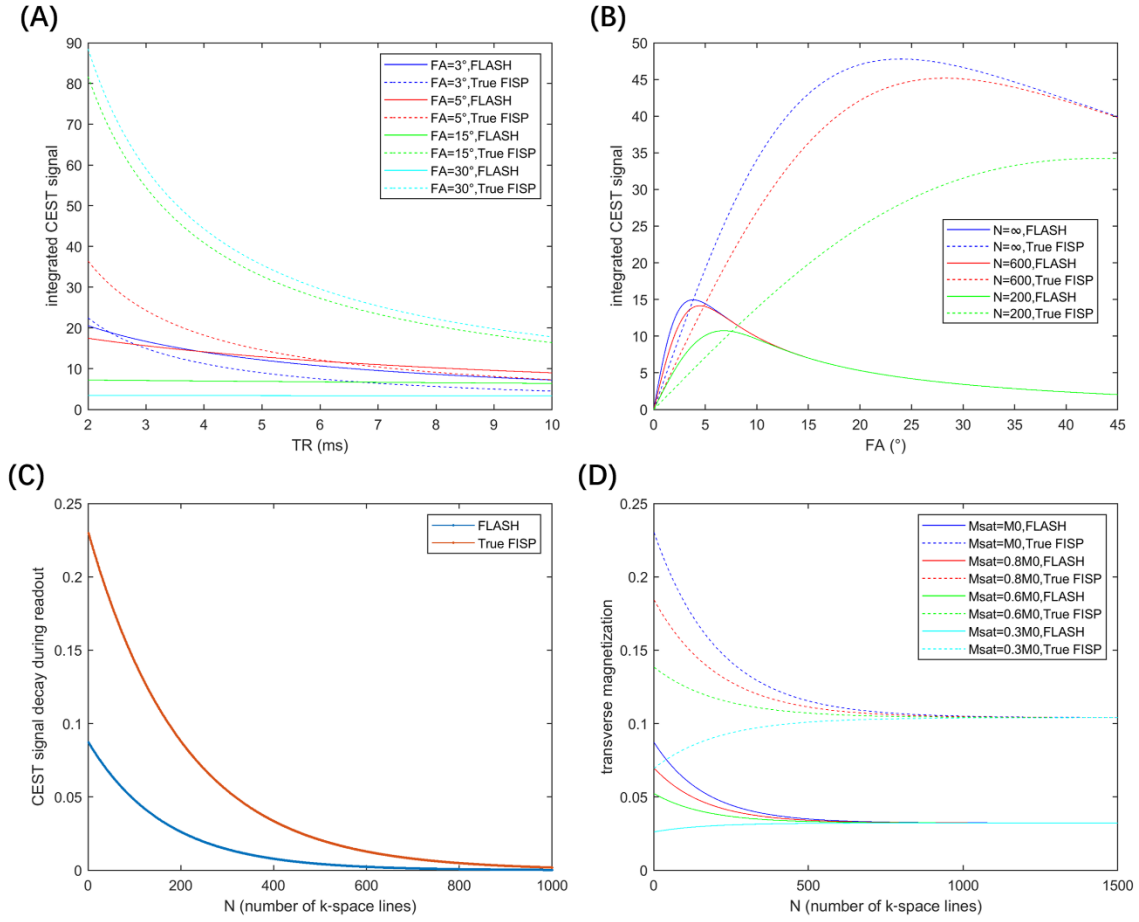 (A)
integrated CEST signal
90
80
70
60
50
40
30
20
10
0
2
3
4
5
6
7
8
9
10
TR (ms)
FA=3°,FLASH
FA=3°,True FISP
FA=5°,FLASH
FA=5°,True FISP
FA=15°,FLASH
FA=15°,True FISP
FA=30°,FLASH
FA=30°,True FISP
(B)
integrated CEST signal
50
45
40
35
30
25
20
15
10
5
0
0
5
10
15
20
25
30
35
40
45
FA (°)
N=∞,FLASH
N=∞,True FISP
N=600,FLASH
N=600,True FISP
N=200,FLASH
N=200,True FISP
(C)
CEST signal decay during readout
0.25
0.2
0.15
0.1
0.05
0
0
200
400
600
800
1000
N (number of k-space lines)
FLASH
True FISP
(D)
transverse magnetization
0.25
0.2
0.15
0.1
0.05
0
0
500
1000
1500
N (number of k-space lines)
Msat=M0,FLASH
Msat=M0,True FISP
Msat=0.8M0,FLASH
Msat=0.8M0,True FISP
Msat=0.6M0,FLASH
Msat=0.6M0,True FISP
Msat=0.3M0,FLASH
Msat=0.3M0,True FISP